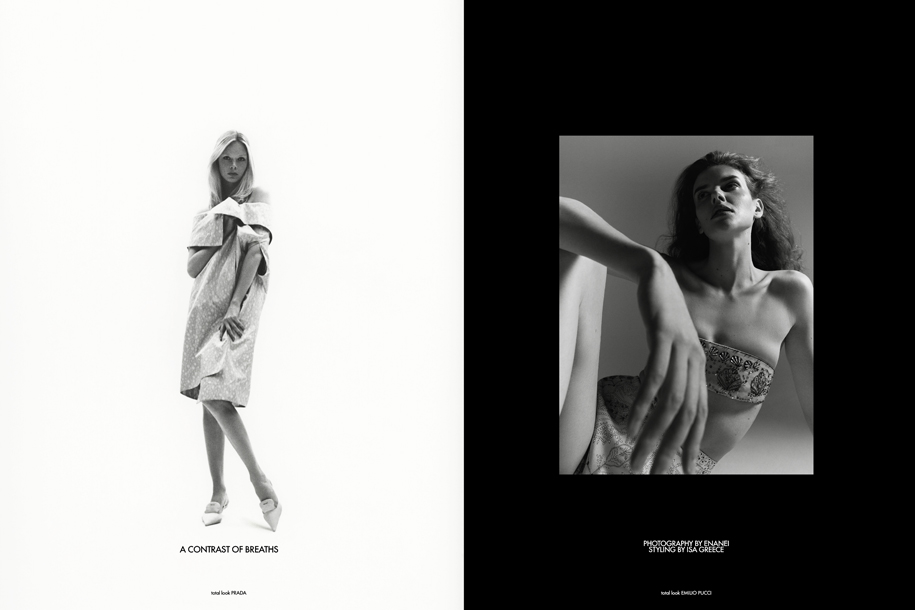 A CONTRAST OF BREATHS
total look PRADA
PHOTOGRAPHY BY ENANEI
STYLING BY ISA GREECE
total look EMILIO PUCCI